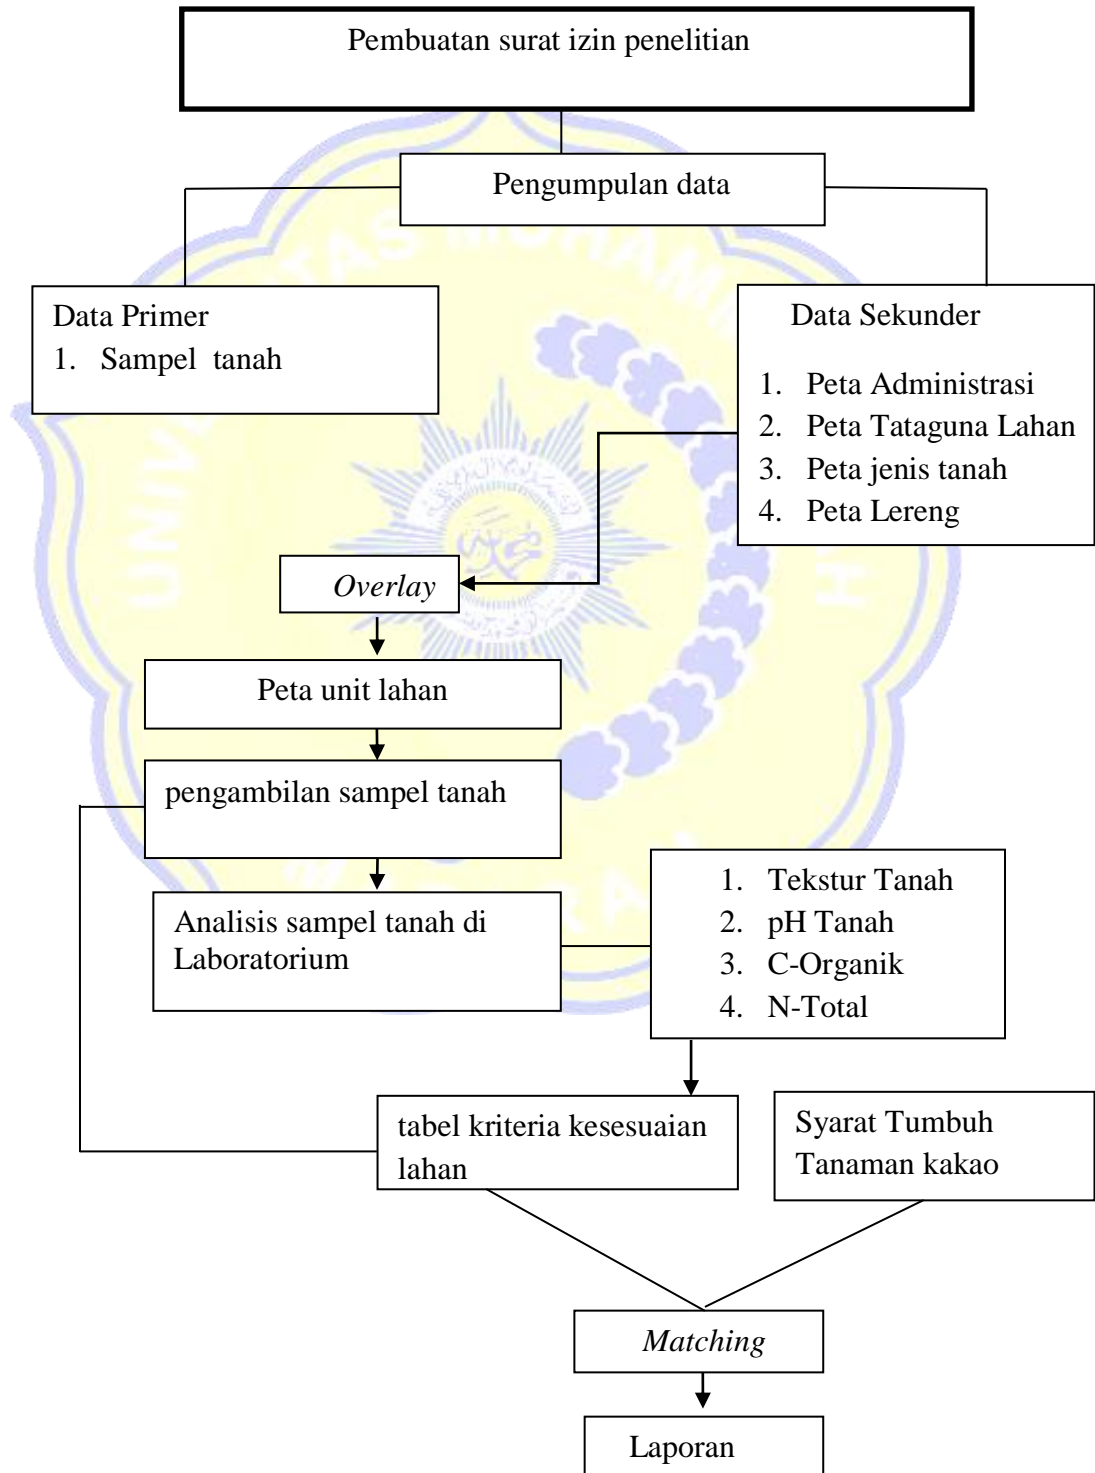 Pembuatan surat izin penelitian
Pengumpulan data
Data Primer
1. Sampel tanah
Data Sekunder
1. Peta Administrasi
2. Peta Tataguna Lahan
3. Peta jenis tanah
4. Peta Lereng
Overlay
Peta unit lahan
pengambilan sampel tanah
Analisis sampel tanah di
Laboratorium
1. Tekstur Tanah
2. pH Tanah
3. C-Organik
4. N-Total
tabel kriteria kesesuaian
lahan
Syarat Tumbuh
Tanaman kakao
Matching
Laporan